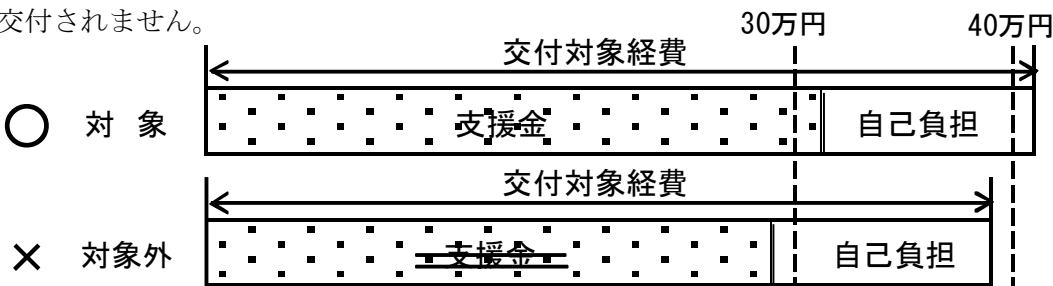 交付されません。
30万円 40万円
交付対象経費
○ 対 象 支援金 自己負担
交付対象経費
× 対象外 支援金 自己負担